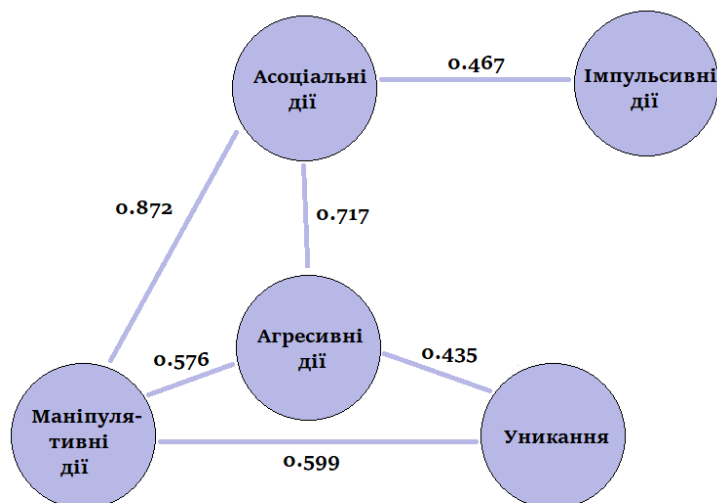 Асоціальні
дії
0.467
Імпульсивні
дії
0.872
0.717
Агресивні
дії
0.576
0.435
Маніпуля-
тивні
дії
0.599
Уникання